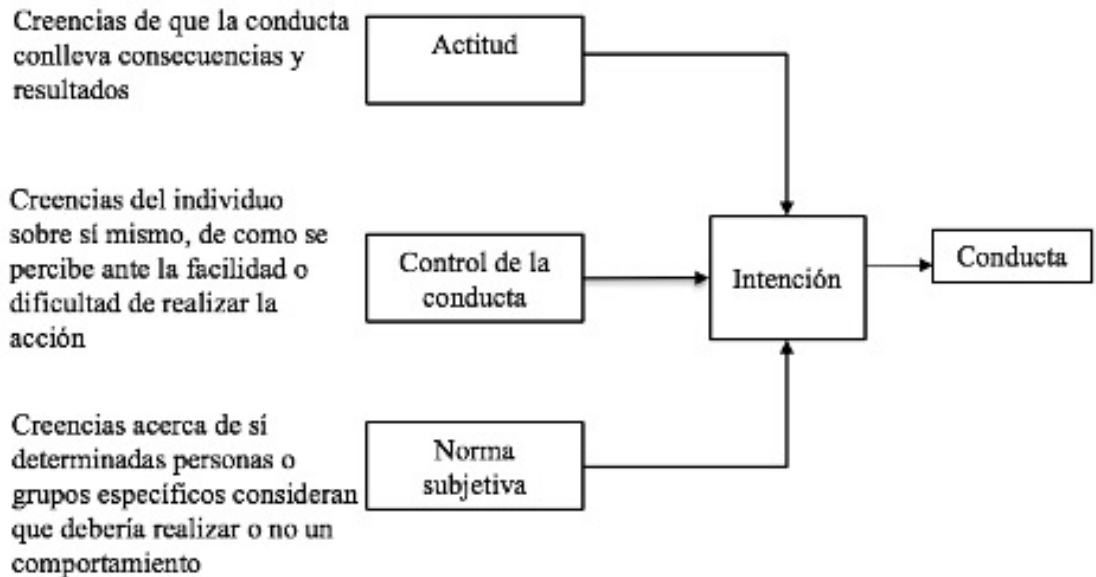 Creencias de que la conducta
conlleva consecuencias y
resultados
Actitud
Creencias del individuo
sobre sí mismo, de como se
percibe ante la facilidad o
dificultad de realizar la
acción
Control de la
conducta
Intención
Conducta
Creencias acerca de sí
determinadas personas o
grupos específicos consideran
que debería realizar o no un
comportamiento
Norma
subjetiva